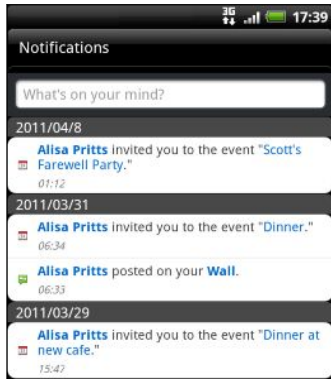 3G 17:39
Notifications
What's on your mind?
2011/04/8
Alisa Pritts invited you to the event "Scott's
Farewell Party."
01:12
2011/03/31
Alisa Pritts invited you to the event "Dinner."
06:34
Alisa Pritts posted on your Wall.
06:33
2011/03/29
Alisa Pritts invited you to the event "Dinner at
new cafe."
15:47